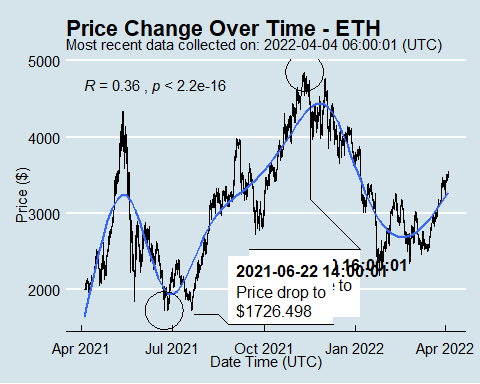 Price Change Over Time - ETH
Most recent data collected on: 2022-04-04 06:00:01 (UTC)
R = 0.36 , p < 2.2e-16
5000
4000
3000
2000
Price ($)
16:00:01
to
2021-06-22 14:00:01
Price drop to
$1726.498
Apr 2021
Jul 2021
Oct 2021
Jan 2022
Apr 2022
Date Time (UTC)